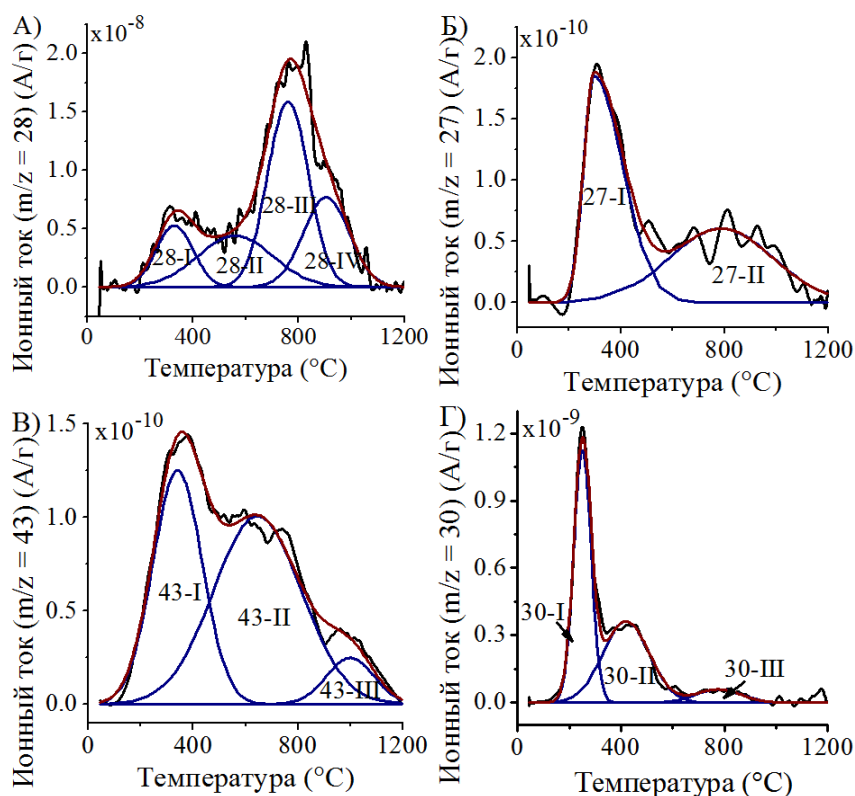 А)
x10⁻⁸
Ионный ток (m/z = 28) (А/г)
2.0
1.5
1.0
0.5
0.0
28-I
28-II
28-III
28-IV
0
400
800
1200
Температура (°C)
Б)
x10⁻¹⁰
Ионный ток (m/z = 27) (А/г)
2.0
1.5
1.0
0.5
0.0
27-I
27-II
0
400
800
1200
Температура (°C)
В)
x10⁻¹⁰
Ионный ток (m/z = 43) (А/г)
1.5
1.0
0.5
0.0
43-I
43-II
43-III
0
400
800
1200
Температура (°C)
Г)
x10⁻⁹
Ионный ток (m/z = 30) (А/г)
1.2
0.9
0.6
0.3
0.0
30-I
30-II
30-III
0
400
800
1200
Температура (°C)